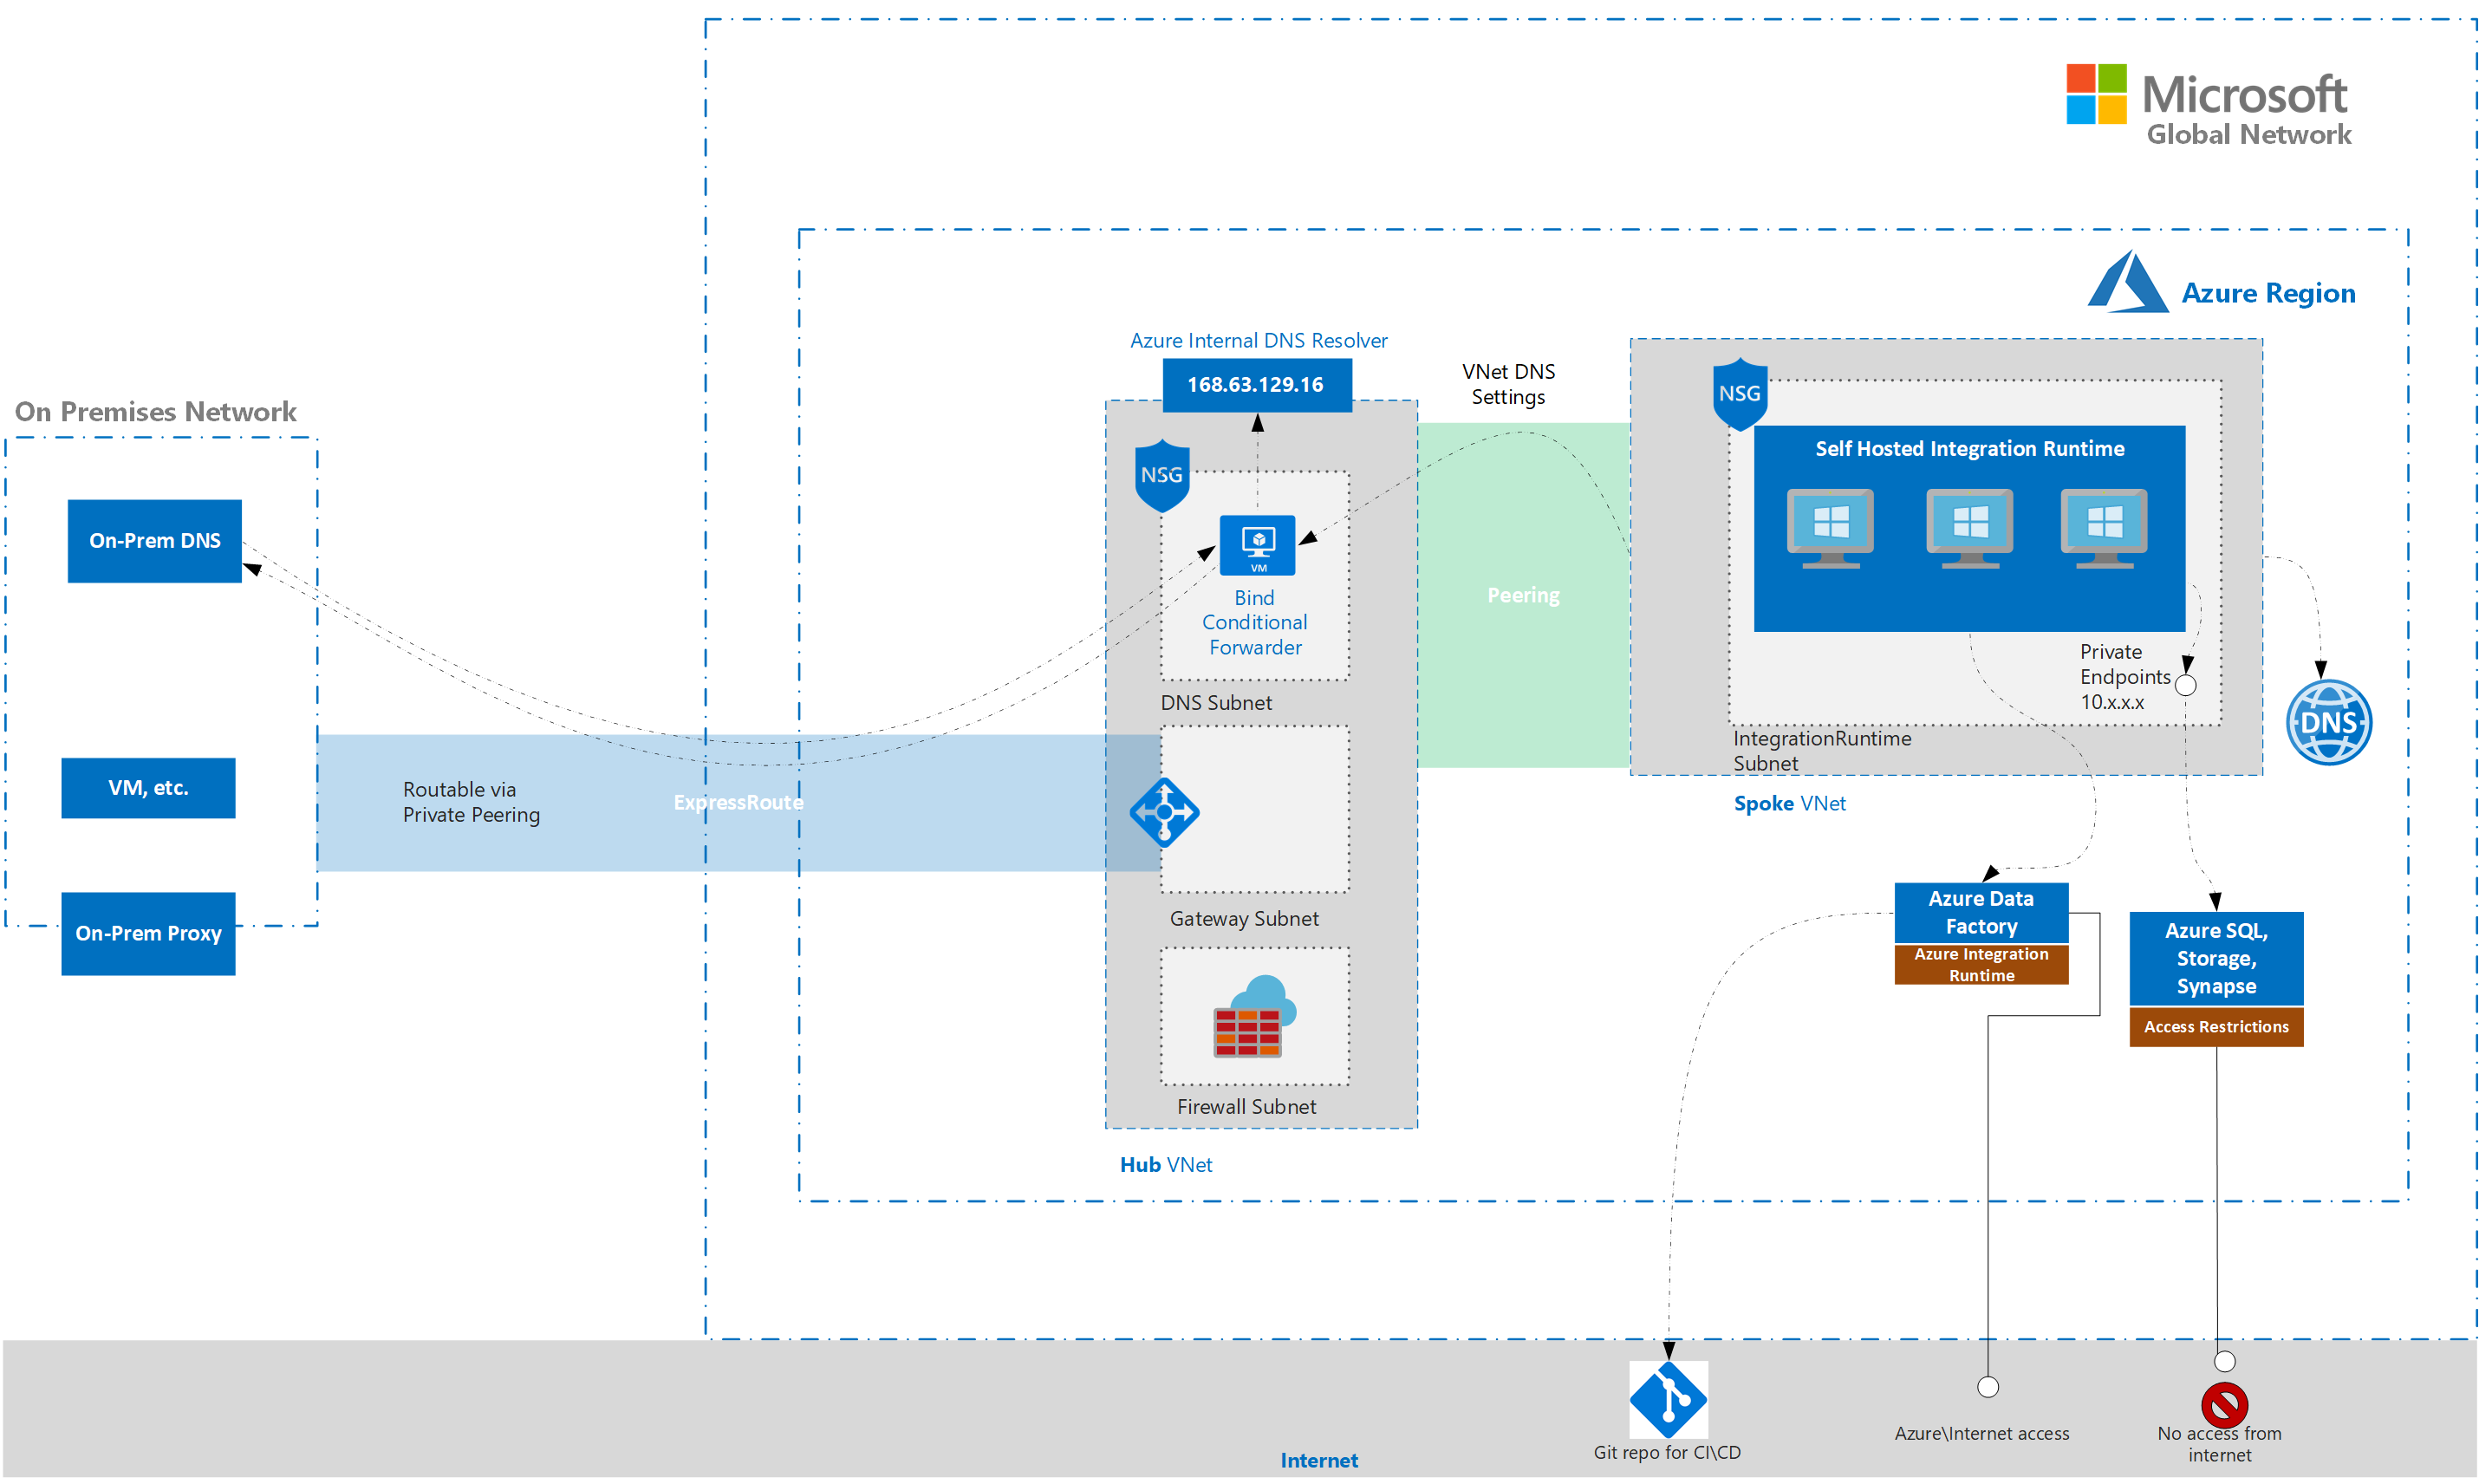 Microsoft
Global Network
Azure Region
On Premises Network
On-Prem DNS
VM, etc.
On-Prem Proxy
Routable via
Private Peering
ExpressRoute
Azure Internal DNS Resolver
168.63.129.16
NSG
VM
Bind
Conditional
Forwarder
DNS Subnet
Gateway Subnet
Firewall Subnet
Hub VNet
VNet DNS
Settings
Peering
NSG
Self Hosted Integration Runtime
Private
Endpoints
10.x.x.x
IntegrationRuntime
Subnet
Spoke VNet
DNS
Azure Data
Factory
Azure Integration
Runtime
Azure SQL,
Storage,
Synapse
Access Restrictions
Internet
Git repo for CI\CD
Azure\Internet access
No access from
internet